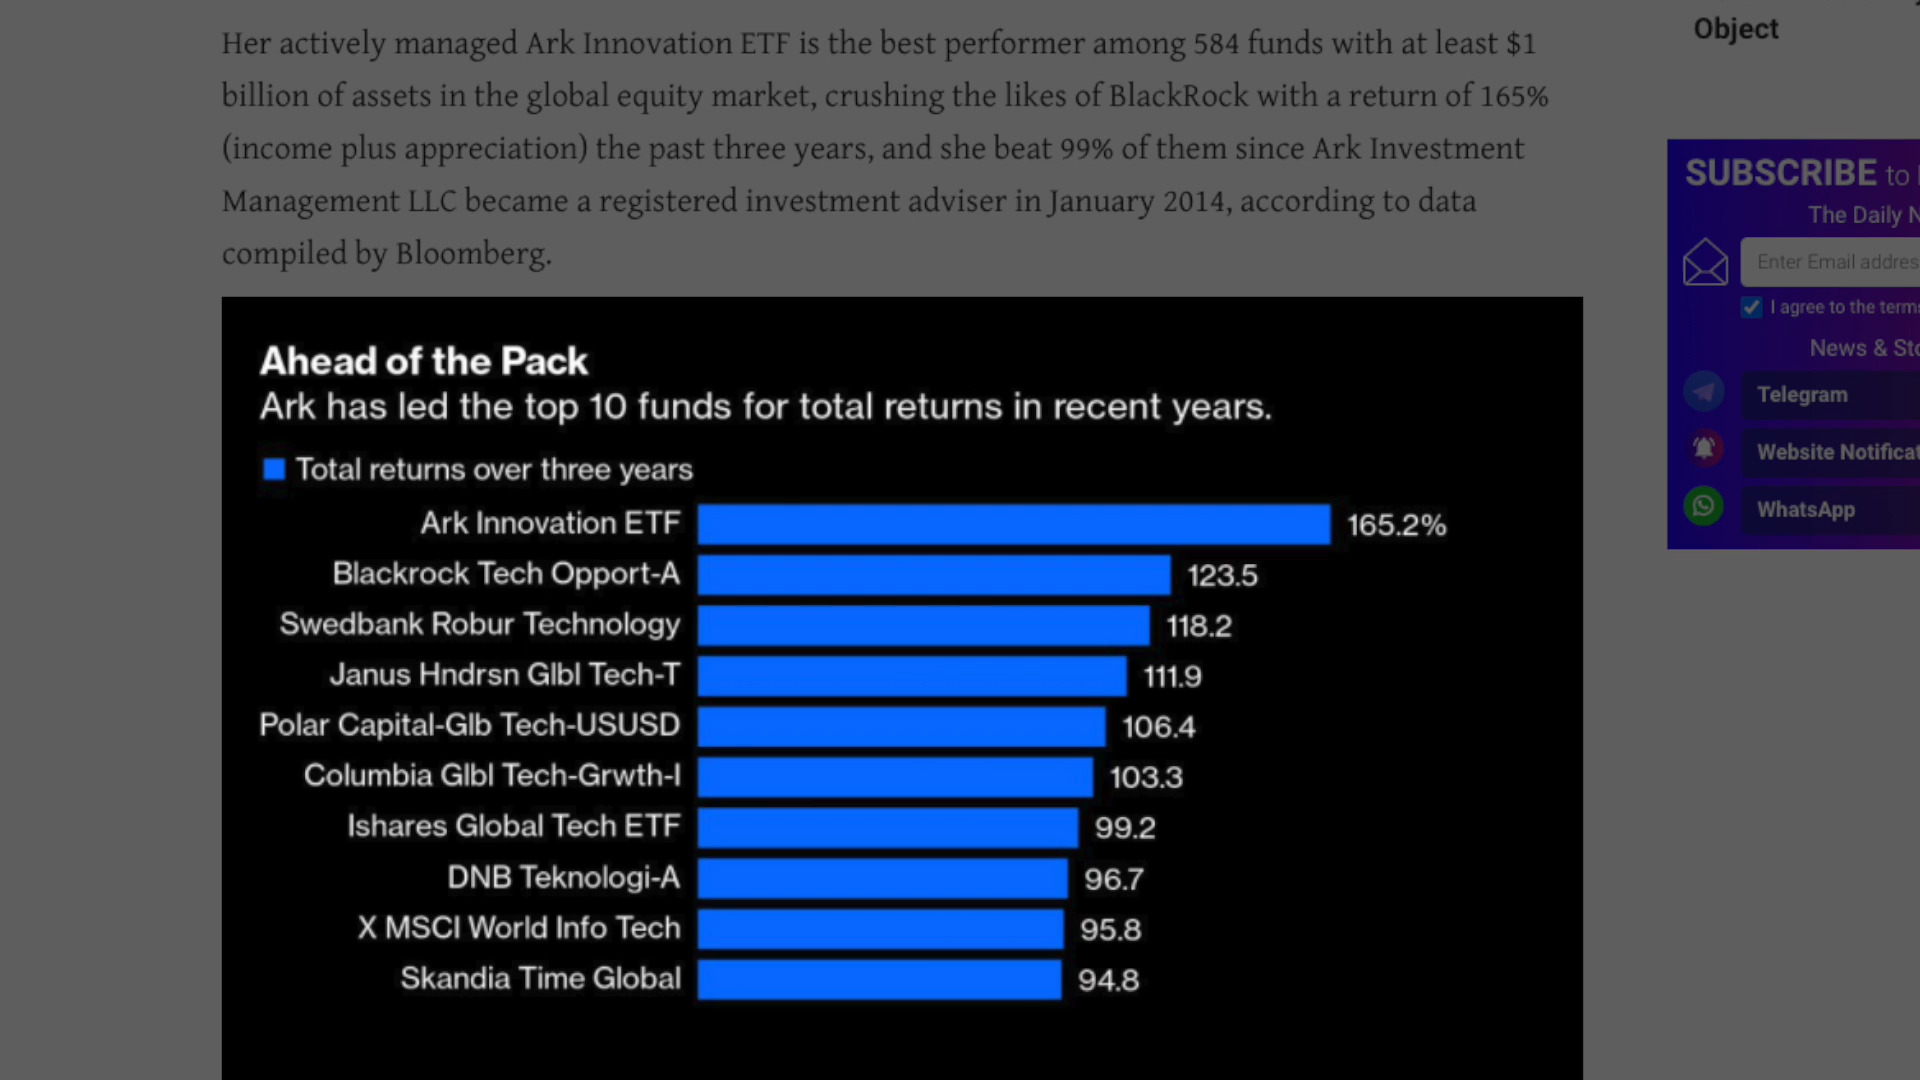 Her actively managed Ark Innovation ETF is the best performer among 584 funds with at least $1
billion of assets in the global equity market, crushing the likes of BlackRock with a return of 165%
(income plus appreciation) the past three years, and she beat 99% of them since Ark Investment
Management LLC became a registered investment adviser in January 2014, according to data
compiled by Bloomberg.
Ahead of the Pack
Ark has led the top 10 funds for total returns in recent years.
Total returns over three years
Ark Innovation ETF 165.2%
Blackrock Tech Opport-A 123.5
Swedbank Robur Technology 118.2
Janus Hndrsn Glbl Tech-T 111.9
Polar Capital-Glb Tech-USUSD 106.4
Columbia Glbl Tech-Grwth-I 103.3
Ishares Global Tech ETF 99.2
DNB Teknologi-A 96.7
X MSCI World Info Tech 95.8
Skandia Time Global 94.8
Object
SUBSCRIBE to
The Daily
Enter Email addres
I agree to the term
News &
Telegram
Website Notificat
WhatsApp